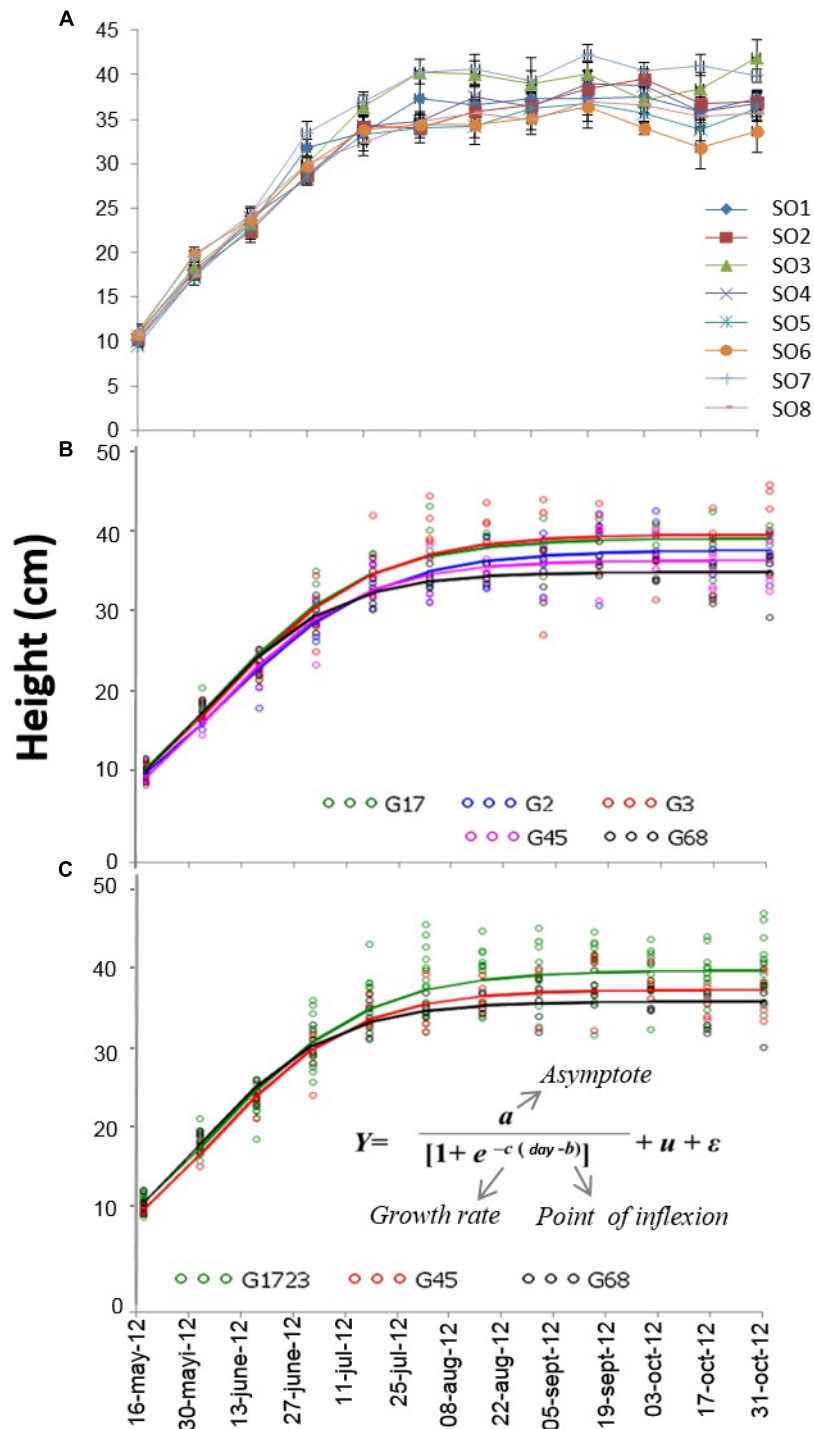 A
45
40
35
30
25
20
15
10
5
0
SO1
SO2
SO3
SO4
SO5
SO6
SO7
SO8
Height (cm)
B
50
40
30
20
10
0
G17 G2 G3
G45 G68
C
50
40
30
20
10
0
Asymptote
Y= a / [1+ e^{-c ( day -b)}] + u + ε
Growth rate Point of inflexion
G1723 G45 G68
16-may-12
30-mayi-12
13-june-12
27-june-12
11-jul-12
25-jul-12
08-aug-12
22-aug-12
05-sept-12
19-sept-12
03-oct-12
17-oct-12
31-oct-12